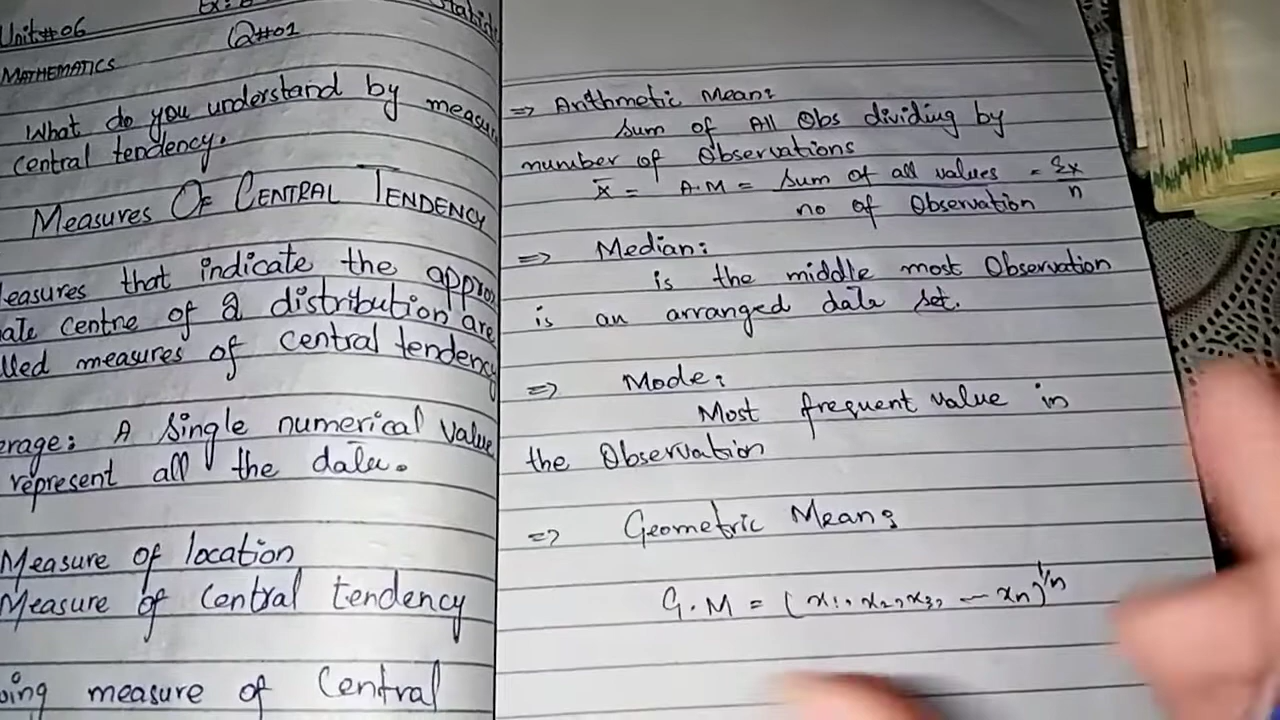 Unit#06
Q#01
MATHEMATICS
What do you understand by measu
central tendency.
Measures Of CENTRAL TENDENCY
easures that indicate the approx
ate centre of a distribution are
lled measures of central tendency
erage: A single numerical value
represent all the data.
Measure of location
Measure of central tendency
oing measure of Central
=> Arithmetic Mean:
Sum of All Obs dividing by
number of Observations
x̄ = A.M = Sum of all values = Σx
no of Observation n
=> Median:
is the middle most Observation
is an arranged data set.
=> Mode:
Most frequent value in
the Observation
=> Geometric Mean:
G.M = (x1, x2, x3, - xn)^1/n